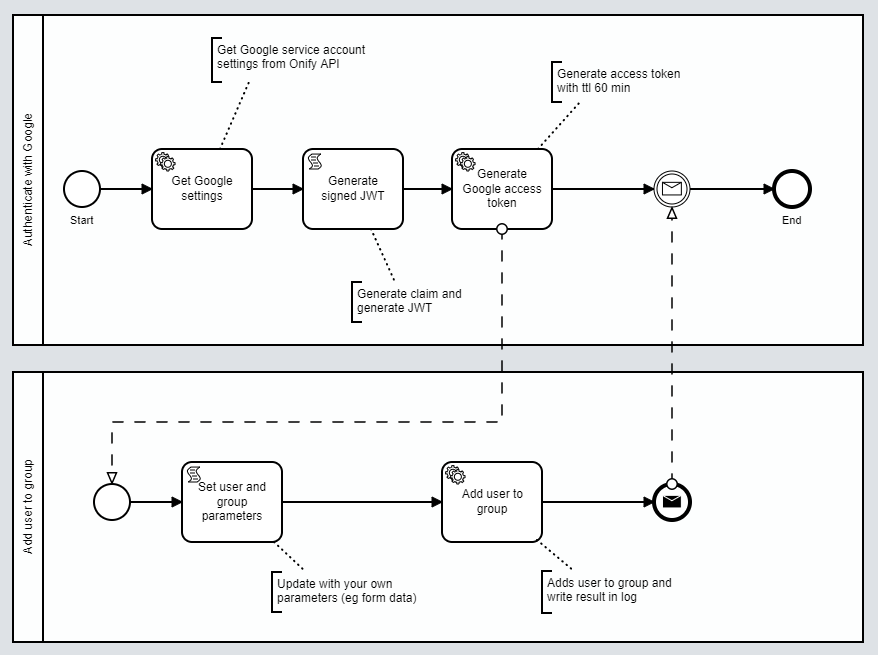 Authenticate with Google
Get Google service account
settings from Onify API
Generate access token
with ttl 60 min
Start
Get Google
settings
Generate
signed JWT
Generate
Google access
token
End
Generate claim and
generate JWT
Add user to group
Set user and
group
parameters
Add user to
group
Update with your own
parameters (eg form data)
Adds user to group and
write result in log